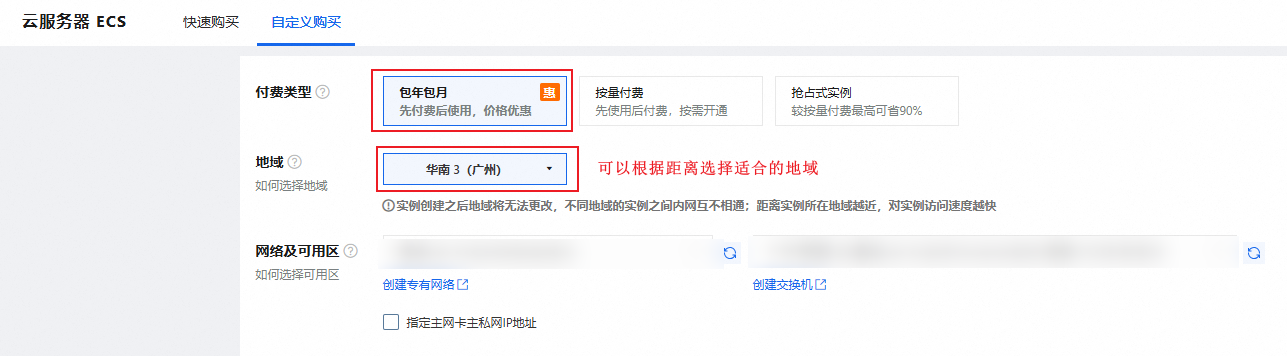 云服务器 ECS 快速购买 自定义购买
付费类型 包年包月 惠 按量付费 抢占式实例
先付费后使用，价格优惠 先使用后付费，按需开通 较按量付费最高可省90%
地域 华南 3（广州） 可以根据距离选择适合的地域
如何选择地域
实例创建之后地域将无法更改，不同地域的实例之间内网互不相通；距离实例所在地域越近，对实例访问速度越快
网络及可用区
如何选择可用区
创建专有网络 创建交换机
指定主网卡主私网IP地址